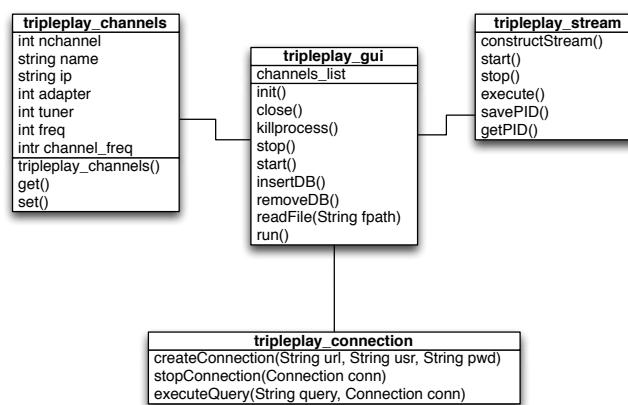 tripleplay_channels
int nchannel
string name
string ip
int adapter
int tuner
int freq
intr channel_freq
tripleplay_channels()
get()
set()
tripleplay_gui
channels_list
init()
close()
killprocess()
stop()
start()
insertDB()
removeDB()
readFile(String fpath)
run()
tripleplay_stream
constructStream()
start()
stop()
execute()
savePID()
getPID()
tripleplay_connection
createConnection(String url, String usr, String pwd)
stopConnection(Connection conn)
executeQuery(String query, Connection conn)